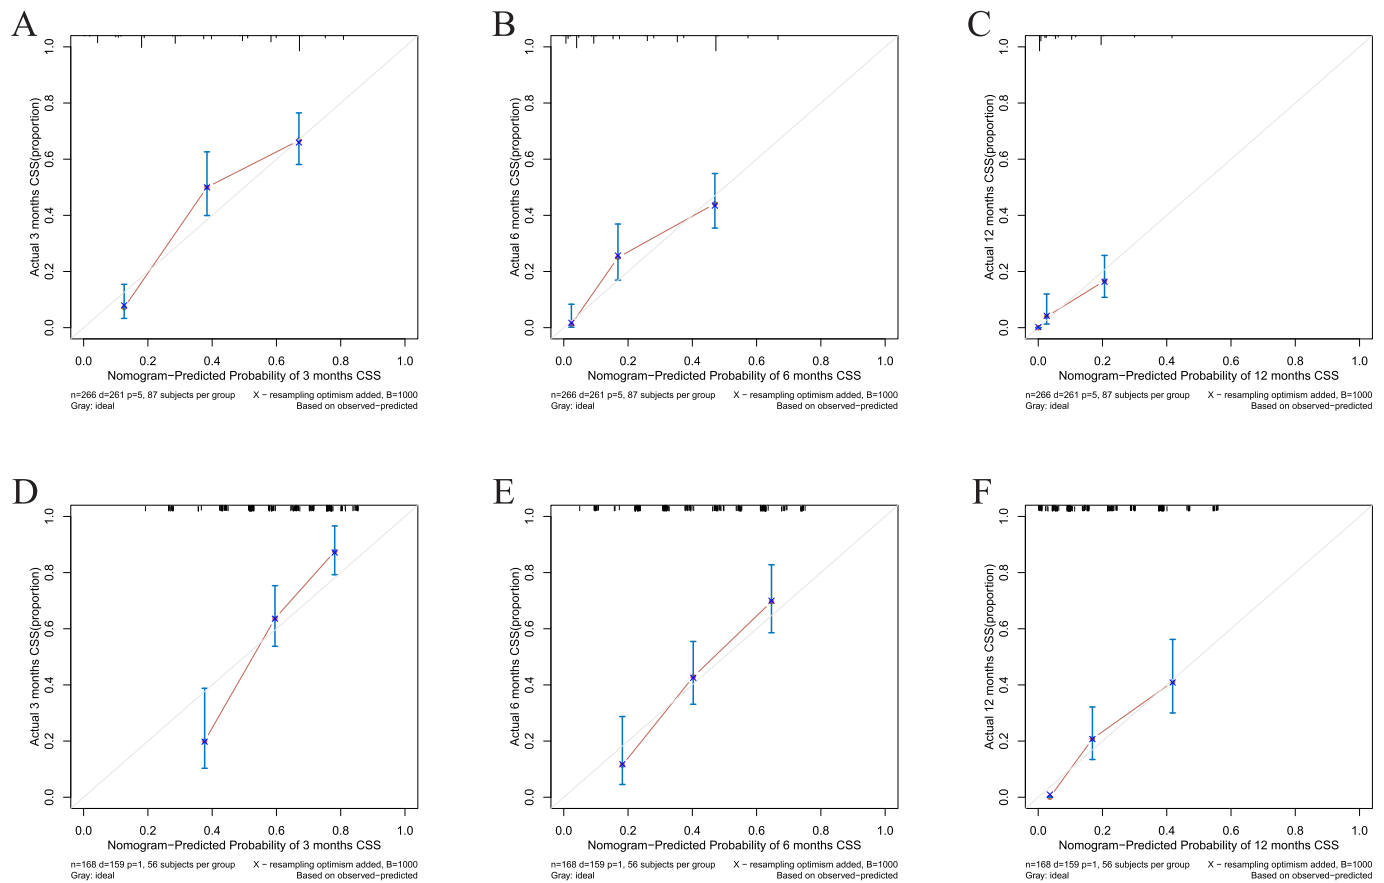 A
Actual 3 months CSS(proportion)
1.0
0.8
0.6
0.4
0.2
0.0
0.0 0.2 0.4 0.6 0.8 1.0
Nomogram−Predicted Probability of 3 months CSS
n=266 d=261 p=5, 87 subjects per group X − resampling optimism added, B=1000
Gray: ideal Based on observed−predicted
B
Actual 6 months CSS(proportion)
1.0
0.8
0.6
0.4
0.2
0.0
0.0 0.2 0.4 0.6 0.8 1.0
Nomogram−Predicted Probability of 6 months CSS
n=266 d=261 p=5, 87 subjects per group X − resampling optimism added, B=1000
Gray: ideal Based on observed−predicted
C
Actual 12 months CSS(proportion)
1.0
0.8
0.6
0.4
0.2
0.0
0.0 0.2 0.4 0.6 0.8 1.0
Nomogram−Predicted Probability of 12 months CSS
n=266 d=261 p=5, 87 subjects per group X − resampling optimism added, B=1000
Gray: ideal Based on observed−predicted
D
Actual 3 months CSS(proportion)
1.0
0.8
0.6
0.4
0.2
0.0
0.0 0.2 0.4 0.6 0.8 1.0
Nomogram−Predicted Probability of 3 months CSS
n=168 d=159 p=1, 56 subjects per group X − resampling optimism added, B=1000
Gray: ideal Based on observed−predicted
E
Actual 6 months CSS(proportion)
1.0
0.8
0.6
0.4
0.2
0.0
0.0 0.2 0.4 0.6 0.8 1.0
Nomogram−Predicted Probability of 6 months CSS
n=168 d=159 p=1, 56 subjects per group X − resampling optimism added, B=1000
Gray: ideal Based on observed−predicted
F
Actual 12 months CSS(proportion)
1.0
0.8
0.6
0.4
0.2
0.0
0.0 0.2 0.4 0.6 0.8 1.0
Nomogram−Predicted Probability of 12 months CSS
n=168 d=159 p=1, 56 subjects per group X − resampling optimism added, B=1000
Gray: ideal Based on observed−predicted